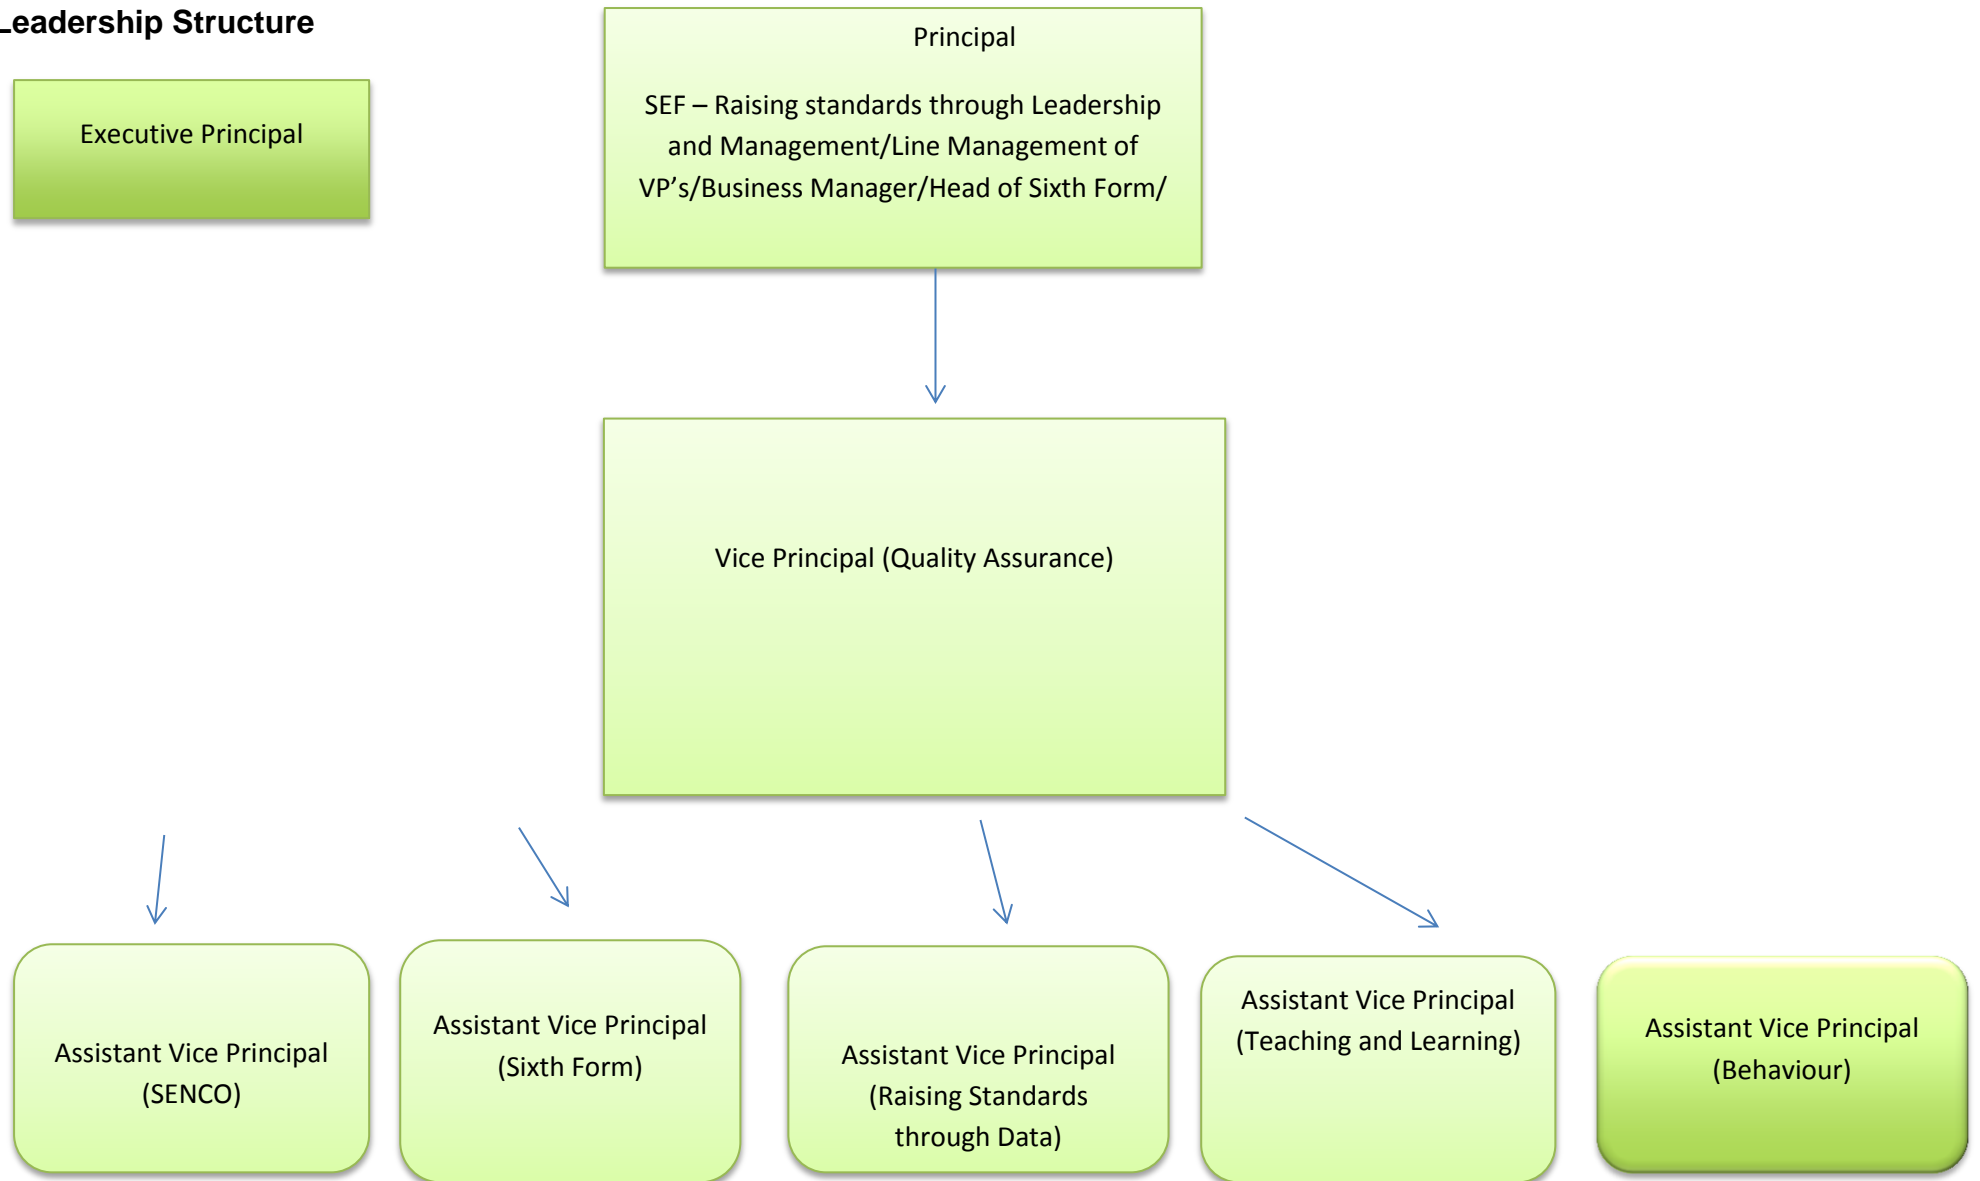 Leadership Structure
Executive Principal
Principal
SEF – Raising standards through Leadership
and Management/Line Management of
VP’s/Business Manager/Head of Sixth Form/
Vice Principal (Quality Assurance)
Assistant Vice Principal
(SENCO)
Assistant Vice Principal
(Sixth Form)
Assistant Vice Principal
(Raising Standards
through Data)
Assistant Vice Principal
(Teaching and Learning)
Assistant Vice Principal
(Behaviour)